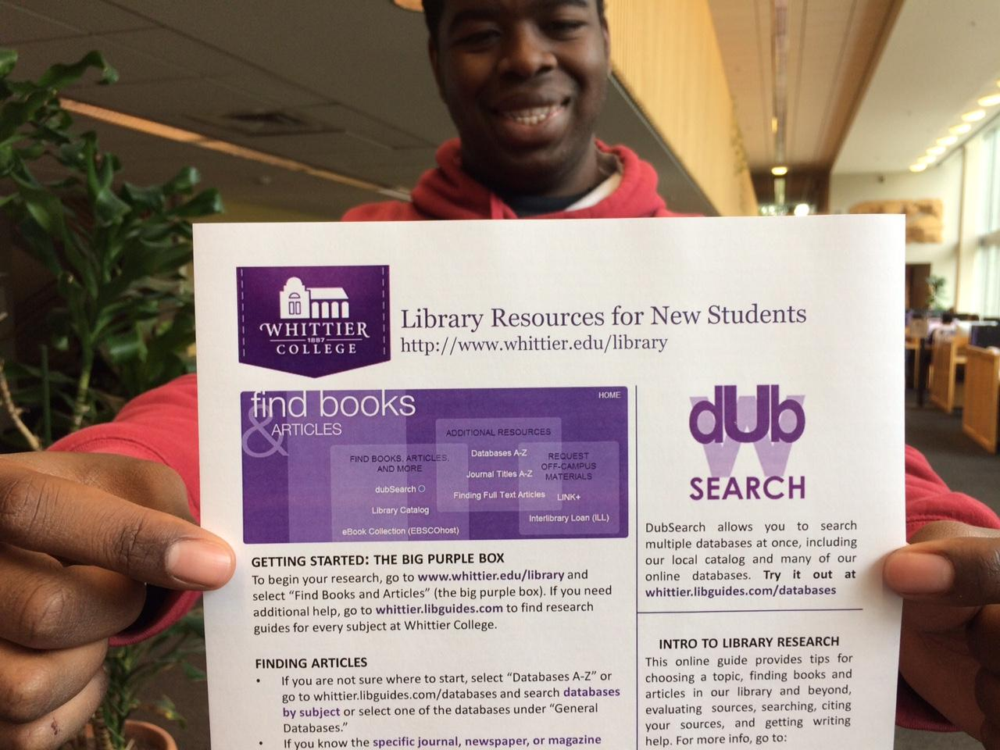 WHITTIER
1887
COLLEGE
Library Resources for New Students
http://www.whittier.edu/library
find books
& ARTICLES
HOME
FIND BOOKS, ARTICLES,
AND MORE
dubSearch
Library Catalog
eBook Collection (EBSCOhost)
ADDITIONAL RESOURCES
Databases A-Z
Journal Titles A-Z
Finding Full Text Articles
REQUEST
OFF-CAMPUS
MATERIALS
LINK+
Interlibrary Loan (ILL)
GETTING STARTED: THE BIG PURPLE BOX
To begin your research, go to www.whittier.edu/library and
select “Find Books and Articles” (the big purple box). If you need
additional help, go to whittier.libguides.com to find research
guides for every subject at Whittier College.
FINDING ARTICLES
• If you are not sure where to start, select “Databases A-Z” or
go to whittier.libguides.com/databases and search databases
by subject or select one of the databases under “General
Databases.”
• If you know the specific journal, newspaper, or magazine
W
dUb
SEARCH
DubSearch allows you to search
multiple databases at once, including
our local catalog and many of our
online databases. Try it out at
whittier.libguides.com/databases
INTRO TO LIBRARY RESEARCH
This online guide provides tips for
choosing a topic, finding books and
articles in our library and beyond,
evaluating sources, searching, citing
your sources, and getting writing
help. For more info, go to: